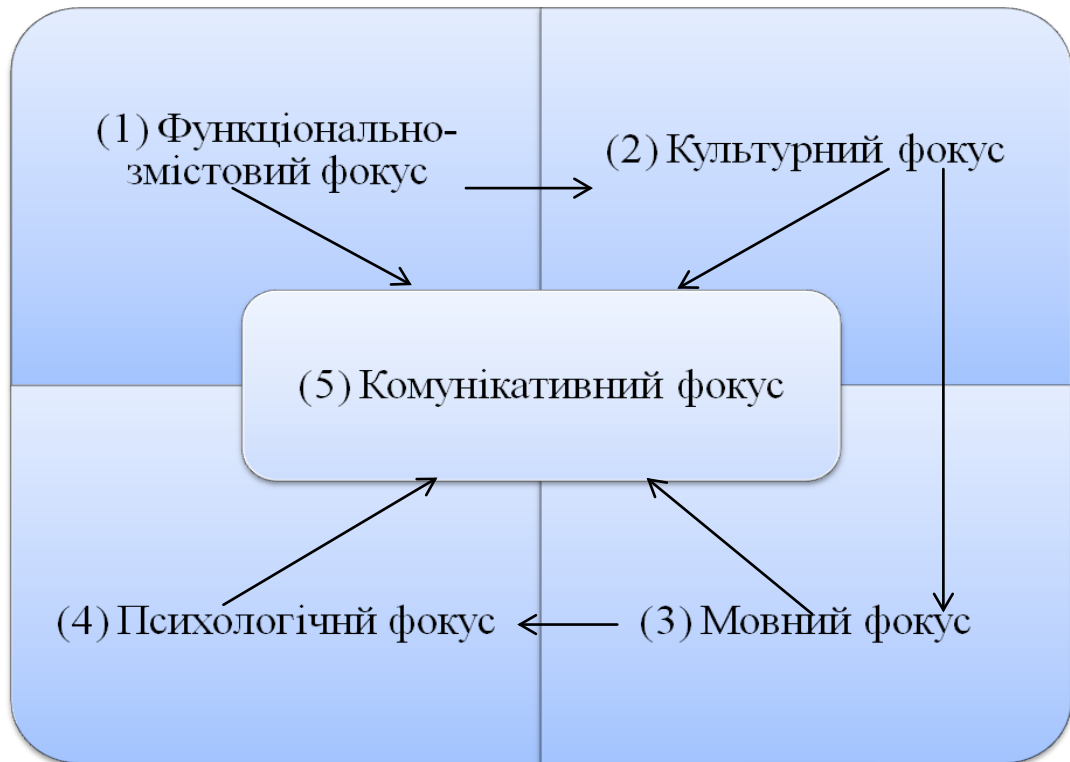 (1) Функціонально-
змістовий фокус
(2) Культурний фокус
(5) Комунікативний фокус
(4) Психологічнй фокус
(3) Мовний фокус